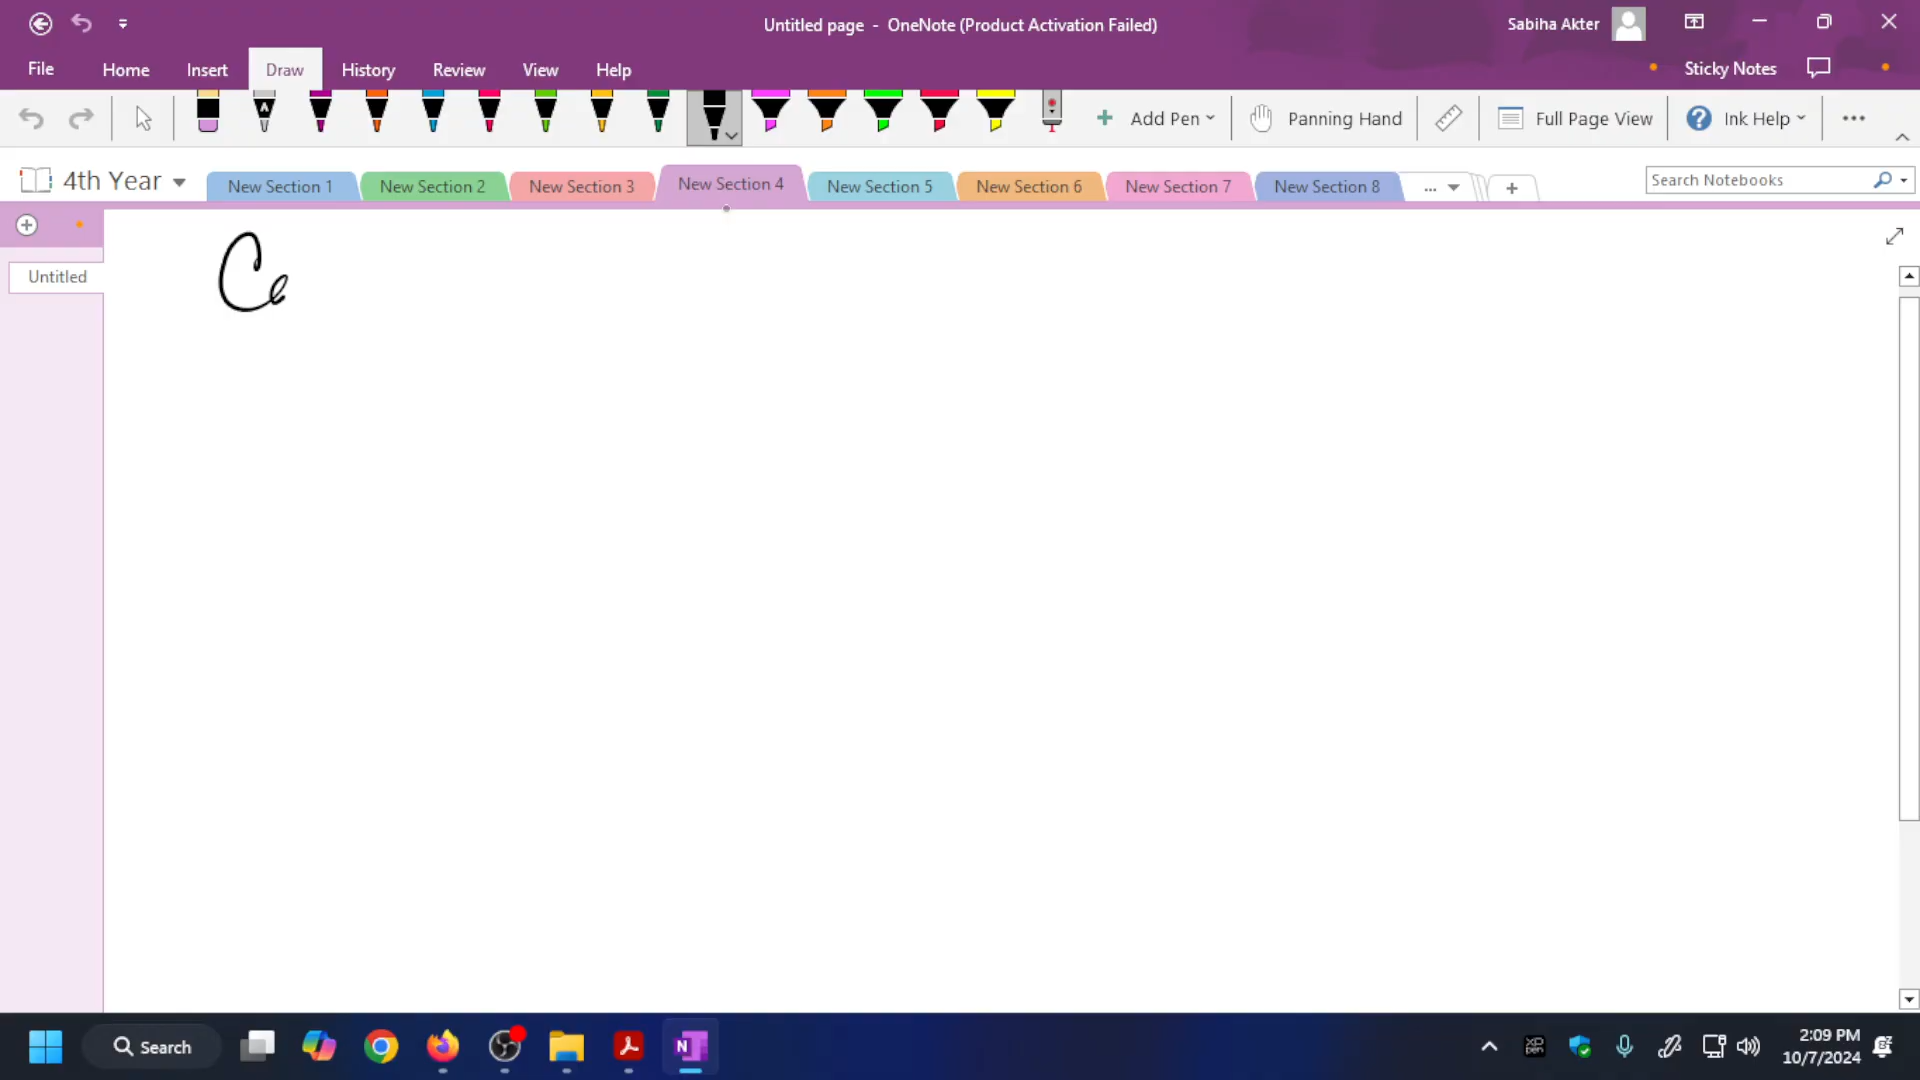 Untitled page - OneNote (Product Activation Failed)
Sabiha Akter
File Home Insert Draw History Review View Help
Sticky Notes
Add Pen
Panning Hand
Full Page View
Ink Help
4th Year
New Section 1 New Section 2 New Section 3 New Section 4 New Section 5 New Section 6 New Section 7 New Section 8 ...
Search Notebooks
Untitled
Ce
Search
2:09 PM
10/7/2024